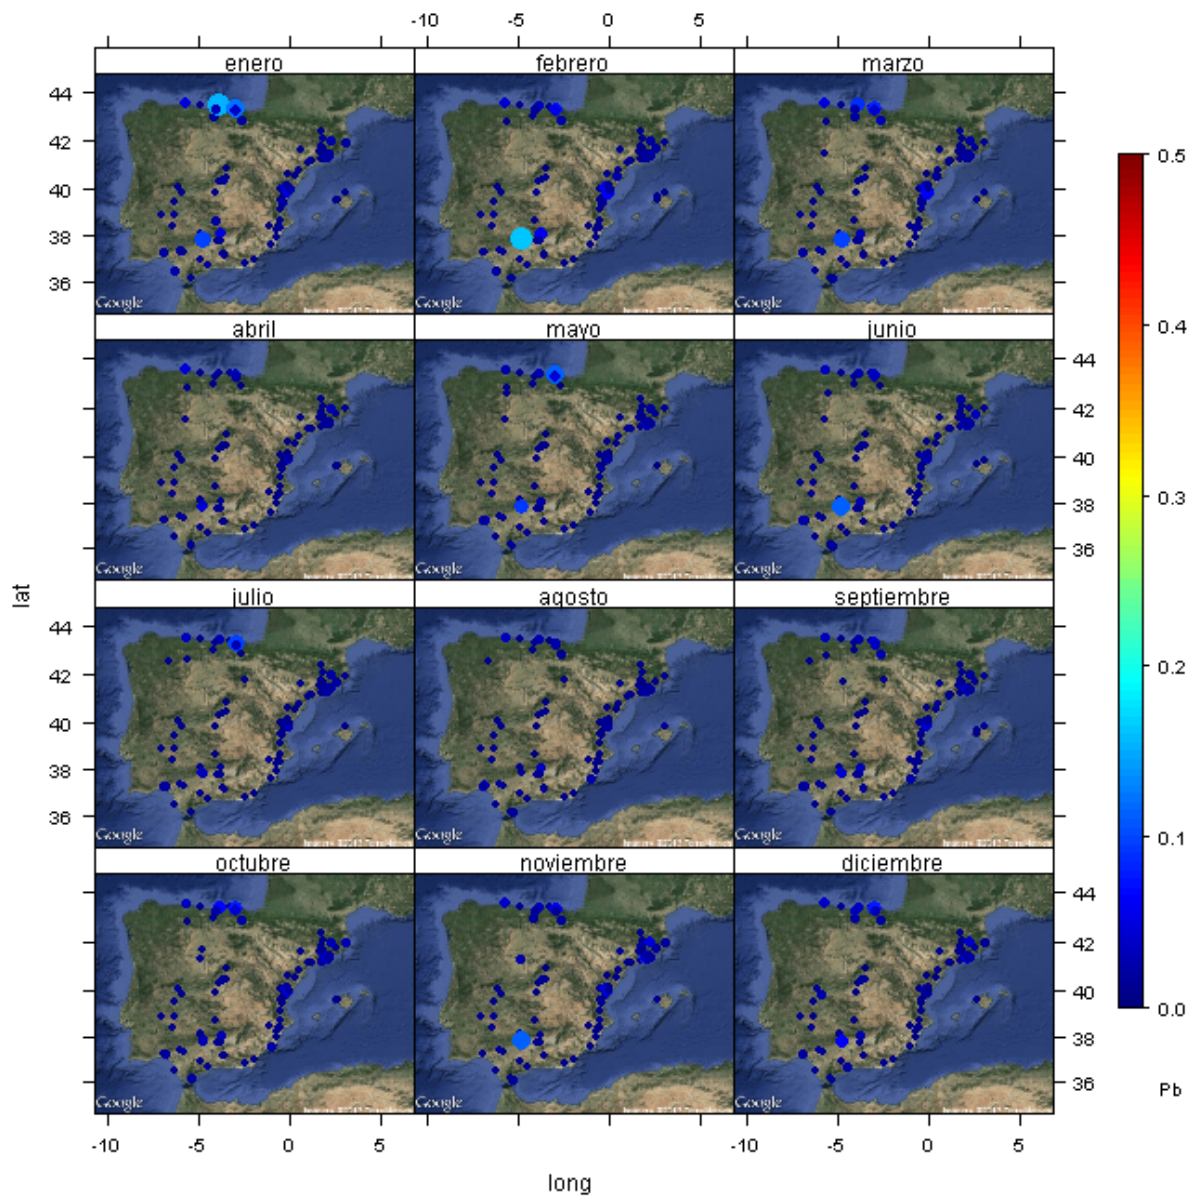 -10 -5 0 5
enero febrero marzo
44
42
40
38
36
Google Google Google
0.5
0.4
0.3
0.2
0.1
0.0
Pb
abril mayo junio
44
42
40
38
36
Google Google Google
lat
julio agosto septiembre
44
42
40
38
36
Google Google Google
octubre noviembre diciembre
44
42
40
38
36
Google Google Google
-10 -5 0 5 -10 -5 0 5
long